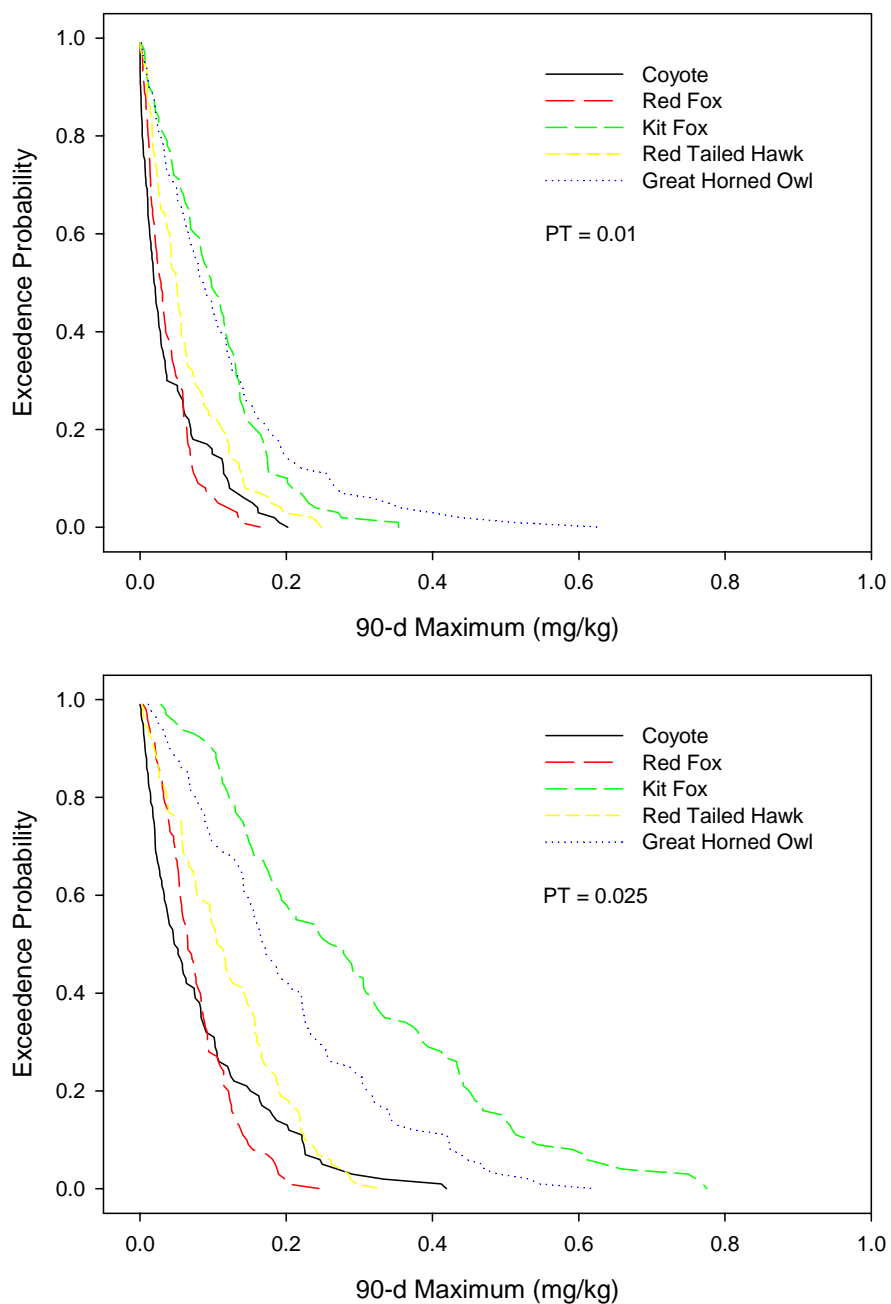 1.0
0.8
0.6
0.4
0.2
0.0
Exceedence Probability
Coyote
Red Fox
Kit Fox
Red Tailed Hawk
Great Horned Owl
PT = 0.01
0.0 0.2 0.4 0.6 0.8 1.0
90-d Maximum (mg/kg)
1.0
0.8
0.6
0.4
0.2
0.0
Exceedence Probability
Coyote
Red Fox
Kit Fox
Red Tailed Hawk
Great Horned Owl
PT = 0.025
0.0 0.2 0.4 0.6 0.8 1.0
90-d Maximum (mg/kg)